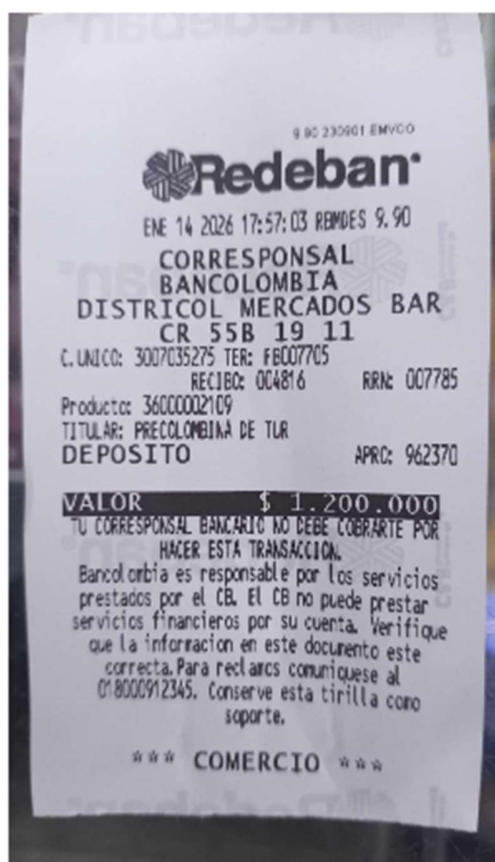 9.90 230901 EMVCO
Redeban
ENE 14 2026 17:57:03 RBMDES 9.90
CORRESPONSAL
BANCOLOMBIA
DISTRICOL MERCADOS BAR
CR 55B 19 11
C.UNICO: 3007035275 TER: FB007705
RECIBO: 004816 RRN: 007785
Producto: 36000002109
TITULAR: PRECOLOMBINA DE TUR
DEPOSITO APRO: 962370
VALOR $ 1.200.000
TU CORRESPONSAL BANCARIO NO DEBE COBRARTE POR
HACER ESTA TRANSACCION.
Bancolombia es responsable por los servicios
prestados por el CB. El CB no puede prestar
servicios financieros por su cuenta. Verifique
que la informacion en este documento este
correcta.Para reclamos comuniquese al
018000912345. Conserve esta tirilla como
soporte.
*** COMERCIO ***